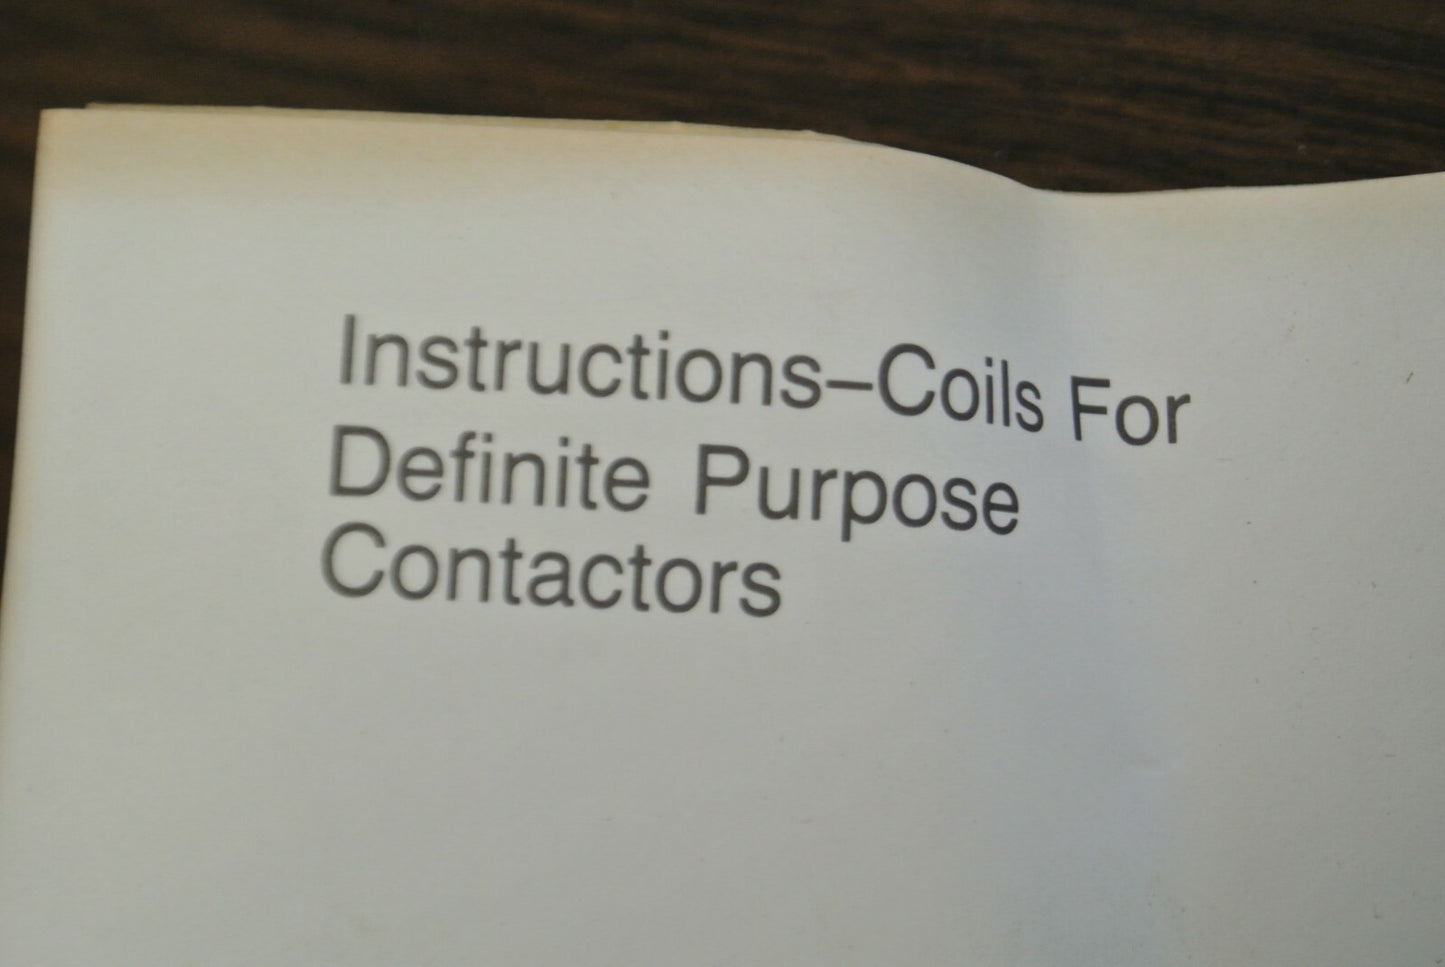 Instructions–Coils For
Definite Purpose
Contactors